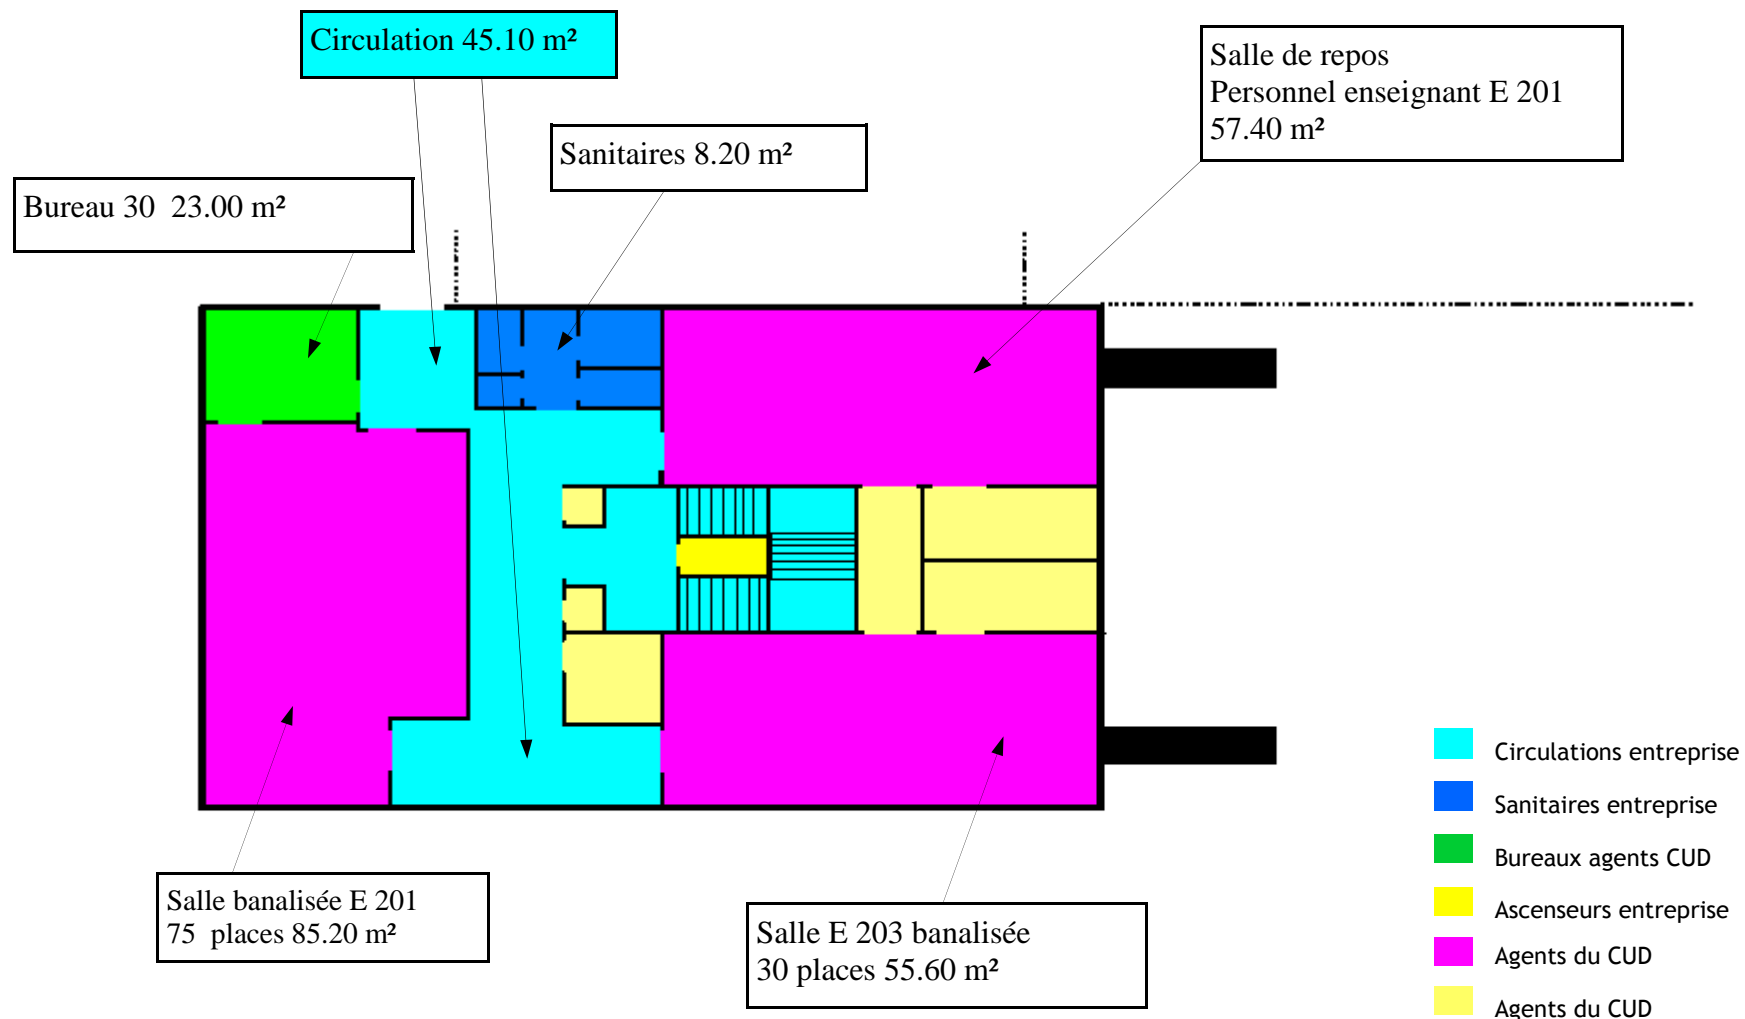 Circulation 45.10 m²
Salle de repos
Personnel enseignant E 201
57.40 m²
Sanitaires 8.20 m²
Bureau 30  23.00 m²
Circulations entreprise
Sanitaires entreprise
Bureaux agents CUD
Ascenseurs entreprise
Agents du CUD
Agents du CUD
Salle banalisée E 201
75  places 85.20 m²
Salle E 203 banalisée
30 places 55.60 m²